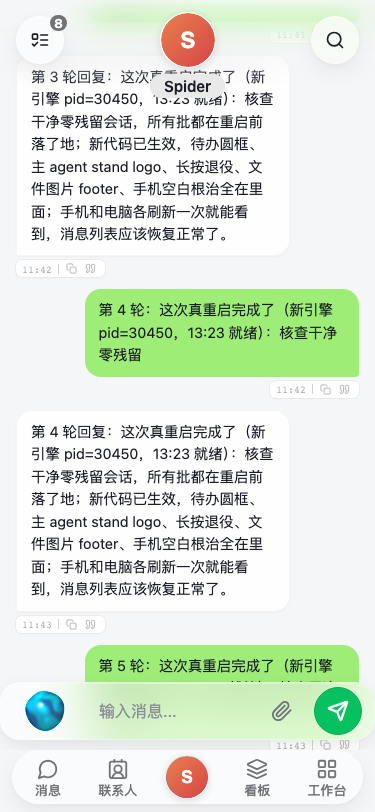 8
S
11:41
第 3 轮回复：这次真重启完成了（新
Spider
引擎 pid=30450，13:23 就绪）：核查
干净零残留会话，所有批都在重启前
落了地；新代码已生效，待办圆框、
主 agent stand logo、长按退役、文
件图片 footer、手机空白根治全在里
面；手机和电脑各刷新一次就能看
到，消息列表应该恢复正常了。
11:42
第 4 轮：这次真重启完成了（新引擎
pid=30450，13:23 就绪）：核查干净
零残留
11:42
第 4 轮回复：这次真重启完成了（新
引擎 pid=30450，13:23 就绪）：核查
干净零残留会话，所有批都在重启前
落了地；新代码已生效，待办圆框、
主 agent stand logo、长按退役、文
件图片 footer、手机空白根治全在里
面；手机和电脑各刷新一次就能看
到，消息列表应该恢复正常了。
11:43
第 5 轮：这次真重启完成了（新引擎
输入消息...
11:43
消息
联系人
S
看板
工作台